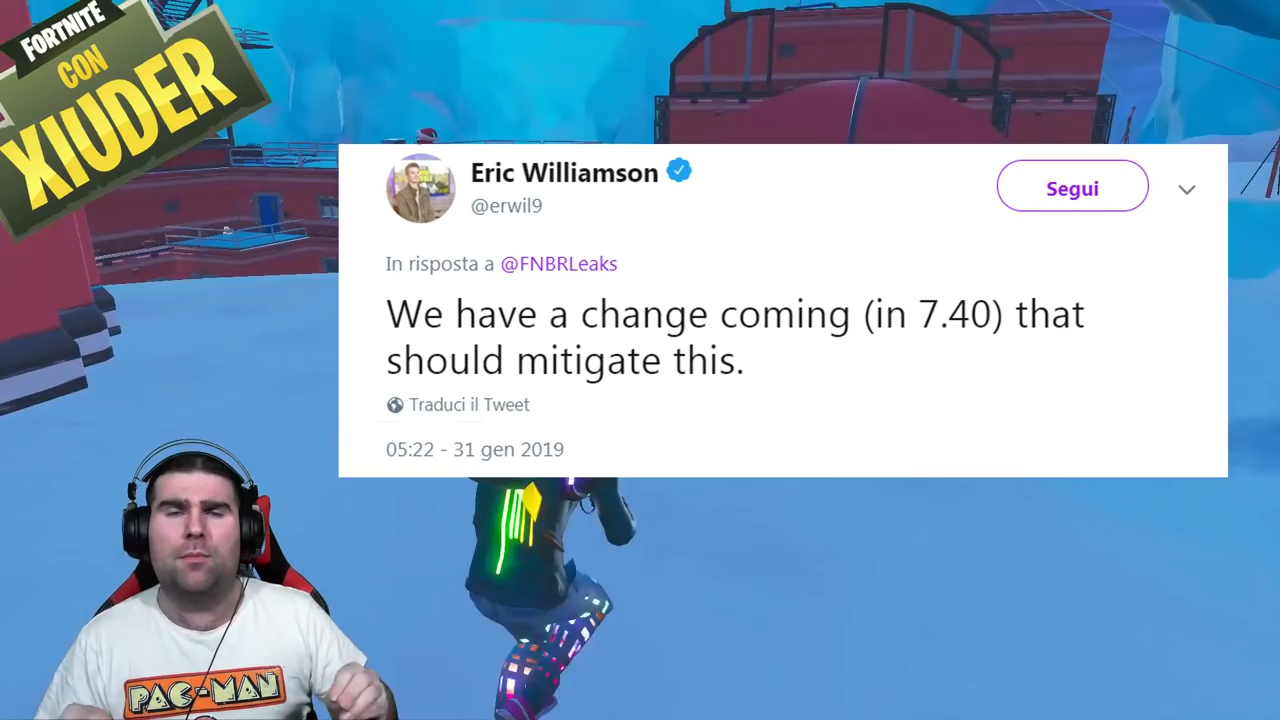 FORTNITE
CON
XIUDER
Eric Williamson
@erwil9
Segui
In risposta a @FNBRLeaks
We have a change coming (in 7.40) that
should mitigate this.
Traduci il Tweet
05:22 - 31 gen 2019
PAC-MAN